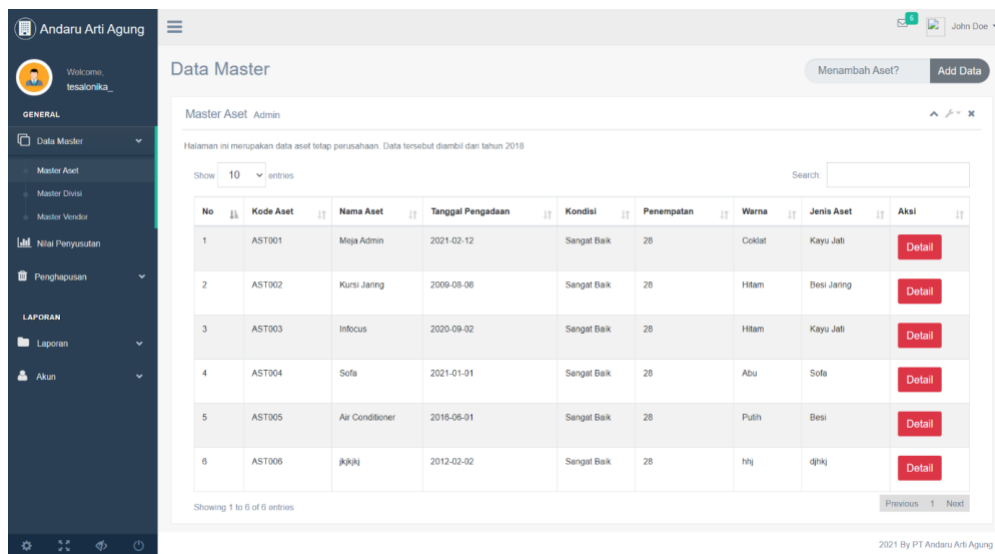 Andaru Arti Agung
6
John Doe
Welcome,
tesalonika_
GENERAL
Data Master
Master Aset
Master Divisi
Master Vendor
Nilai Penyusutan
Penghapusan
LAPORAN
Laporan
Akun
Data Master
Menambah Aset? Add Data
Master Aset Admin
Halaman ini merupakan data aset tetap perusahaan. Data tersebut diambil dari tahun 2018
Show 10 entries Search:
No Kode Aset Nama Aset Tanggal Pengadaan Kondisi Penempatan Warna Jenis Aset Aksi
1 AST001 Meja Admin 2021-02-12 Sangat Baik 28 Coklat Kayu Jati Detail
2 AST002 Kursi Jaring 2009-08-08 Sangat Baik 28 Hitam Besi Jaring Detail
3 AST003 Infocus 2020-09-02 Sangat Baik 28 Hitam Kayu Jati Detail
4 AST004 Sofa 2021-01-01 Sangat Baik 28 Abu Sofa Detail
5 AST005 Air Conditioner 2016-06-01 Sangat Baik 28 Putih Besi Detail
6 AST006 jkjkjkj 2012-02-02 Sangat Baik 28 hhj djhkj Detail
Showing 1 to 6 of 6 entries Previous 1 Next
2021 By PT Andaru Arti Agung